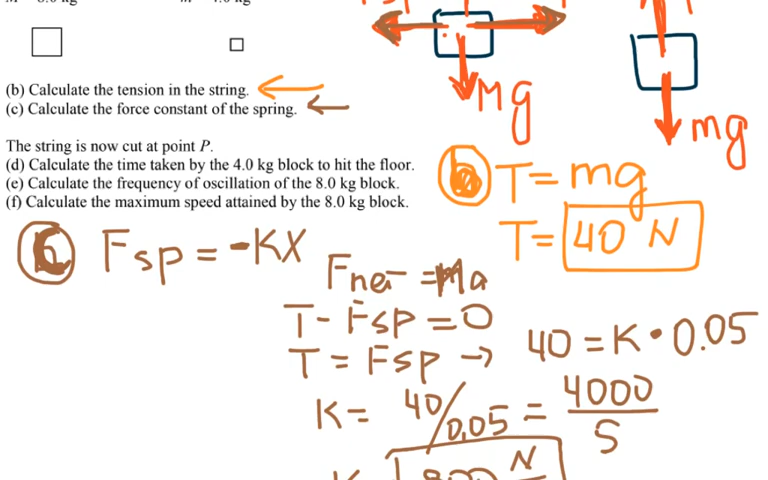 (b) Calculate the tension in the string.
(c) Calculate the force constant of the spring.
The string is now cut at point P.
(d) Calculate the time taken by the 4.0 kg block to hit the floor.
(e) Calculate the frequency of oscillation of the 8.0 kg block.
(f) Calculate the maximum speed attained by the 8.0 kg block.
Mg
mg
b T = mg
T = 40 N
C Fsp = -KX
Fnet = Ma
T - Fsp = 0
T = Fsp → 40 = K • 0.05
K = 40/0.05 = 4000/5